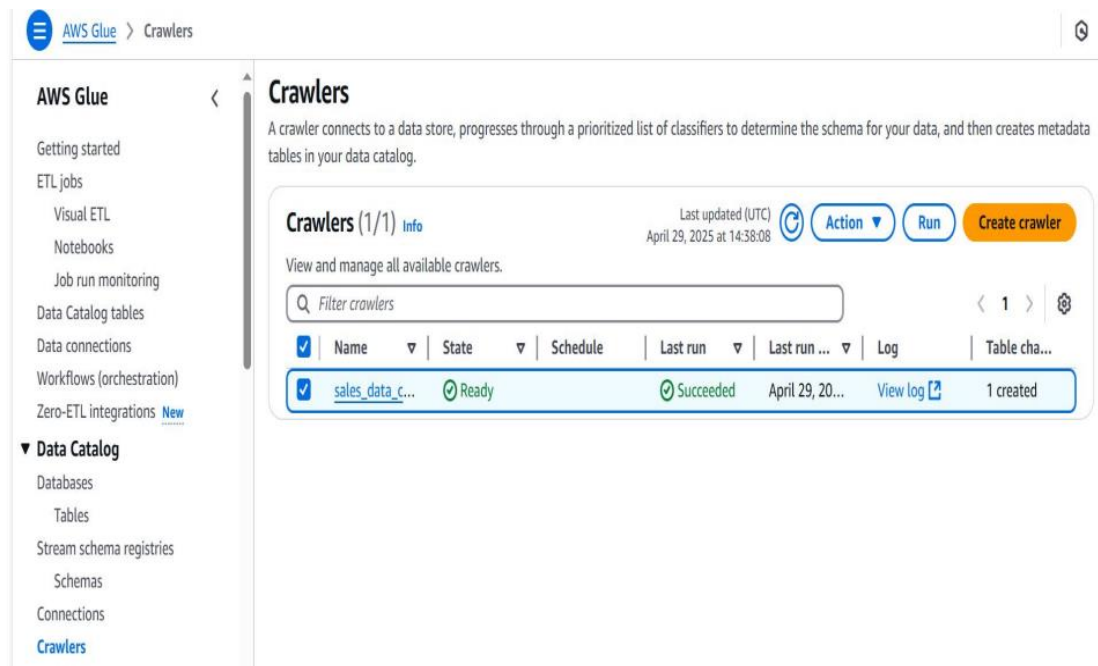 AWS Glue > Crawlers
AWS Glue
Getting started
ETL jobs
Visual ETL
Notebooks
Job run monitoring
Data Catalog tables
Data connections
Workflows (orchestration)
Zero-ETL integrations New
Data Catalog
Databases
Tables
Stream schema registries
Schemas
Connections
Crawlers
Crawlers
A crawler connects to a data store, progresses through a prioritized list of classifiers to determine the schema for your data, and then creates metadata
tables in your data catalog.
Crawlers (1/1) Info
Last updated (UTC)
April 29, 2025 at 14:38:08
Action
Run
Create crawler
View and manage all available crawlers.
Filter crawlers
1
Name State Schedule Last run Last run ... Log Table cha...
sales_data_c... Ready Succeeded April 29, 20... View log 1 created